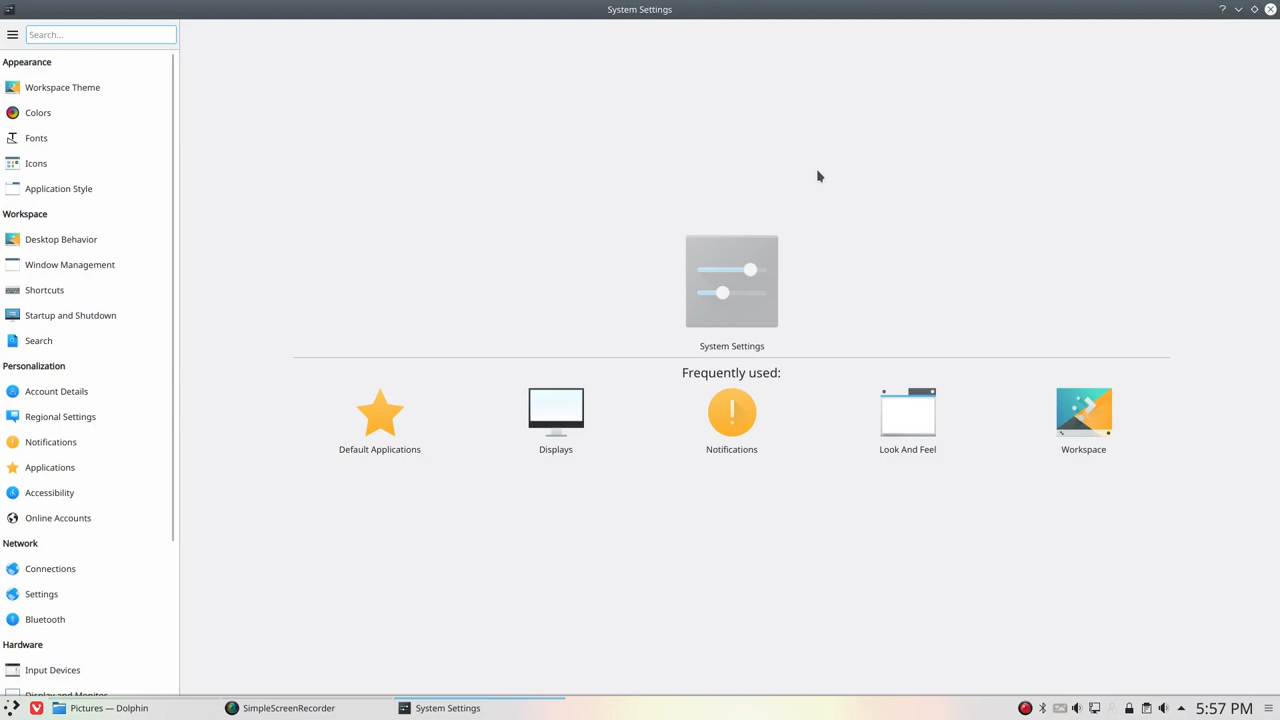 System Settings
Search...
Appearance
Workspace Theme
Colors
Fonts
Icons
Application Style
Workspace
Desktop Behavior
Window Management
Shortcuts
Startup and Shutdown
Search
Personalization
Account Details
Regional Settings
Notifications
Applications
Accessibility
Online Accounts
Network
Connections
Settings
Bluetooth
Hardware
Input Devices
Display and Monitor
System Settings
Frequently used:
Default Applications
Displays
Notifications
Look And Feel
Workspace
Pictures — Dolphin
SimpleScreenRecorder
System Settings
5:57 PM